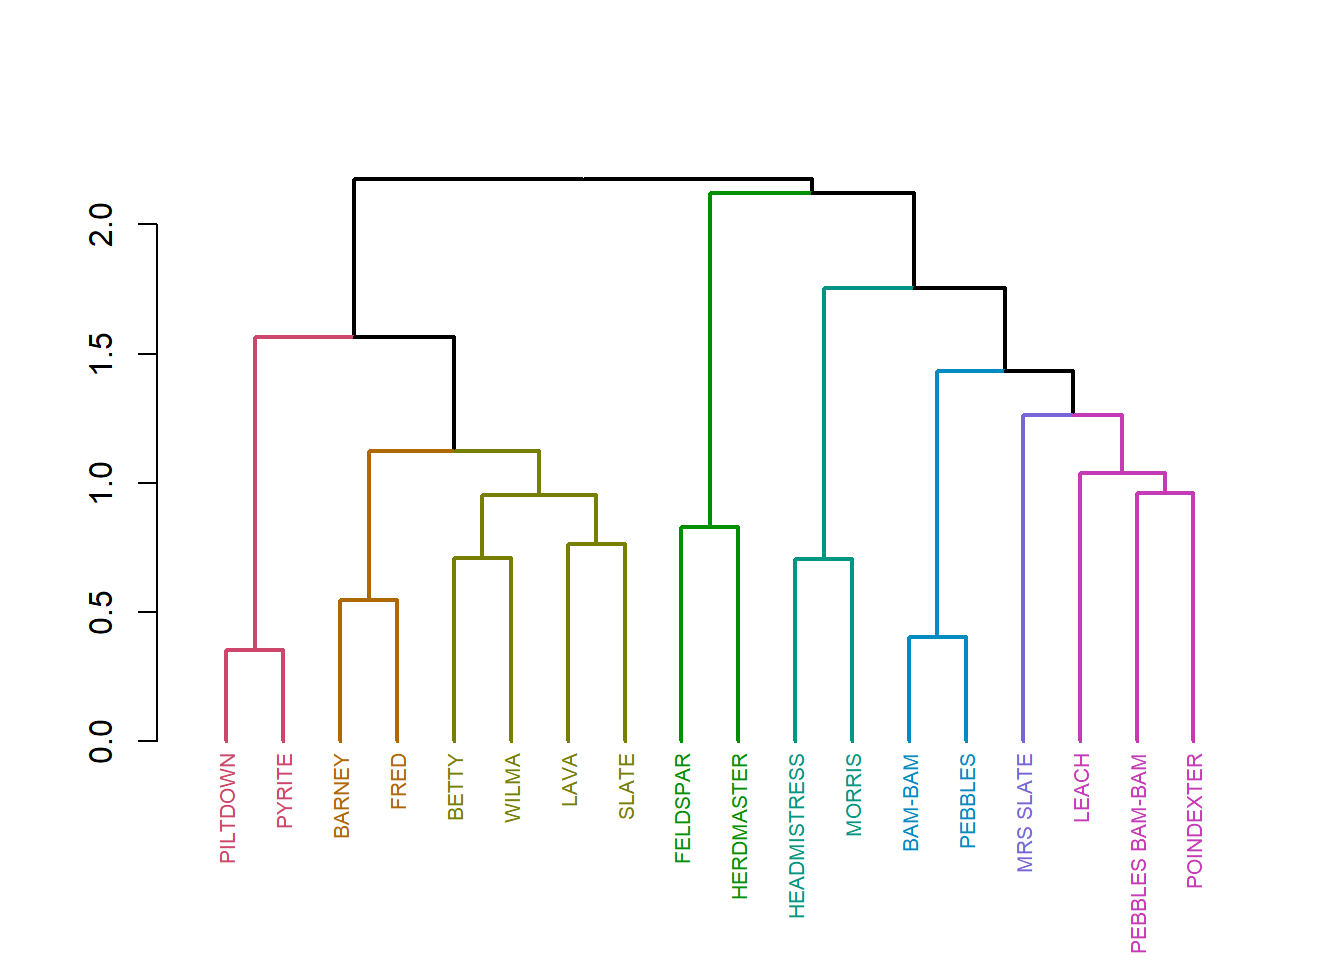 2.0
1.5
1.0
0.5
0.0
PILTDOWN
PYRITE
BARNEY
FRED
BETTY
WILMA
LAVA
SLATE
FELDSPAR
HERDMASTER
HEADMISTRESS
MORRIS
BAM-BAM
PEBBLES
MRS SLATE
LEACH
PEBBLES BAM-BAM
POINDEXTER